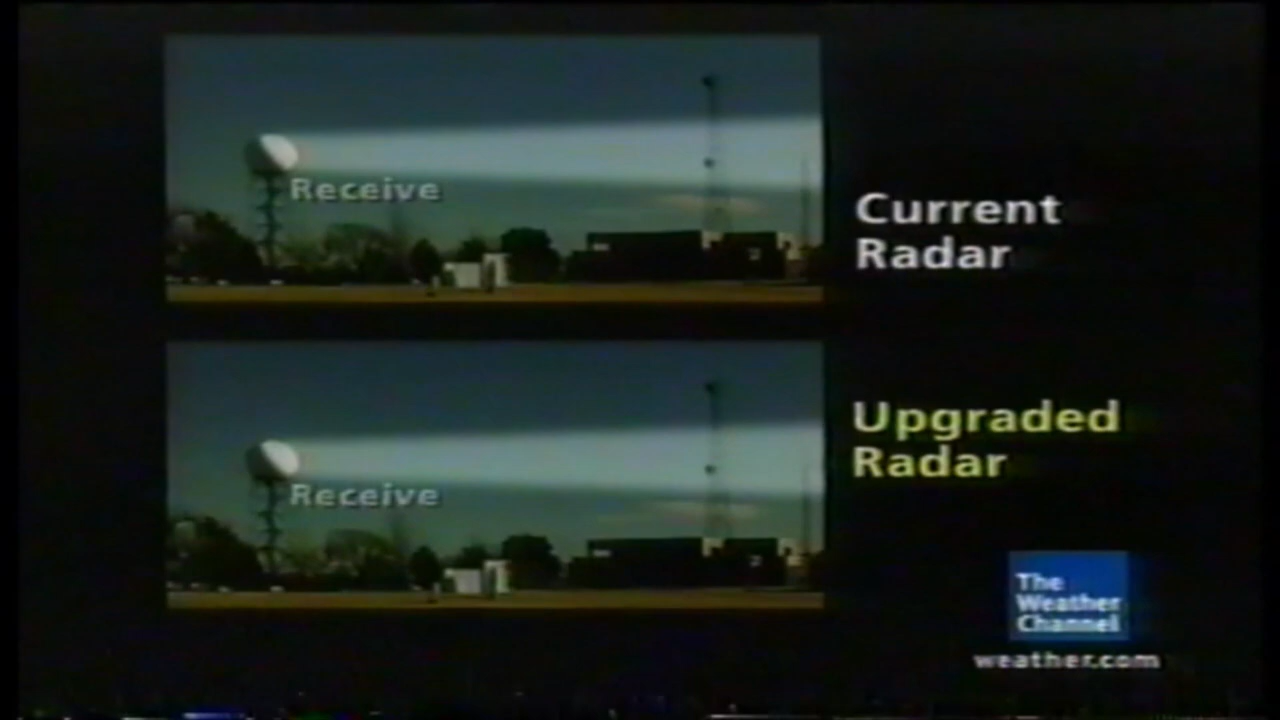 Receive
Current
Radar
Receive
Upgraded
Radar
The
Weather
Channel
weather.com